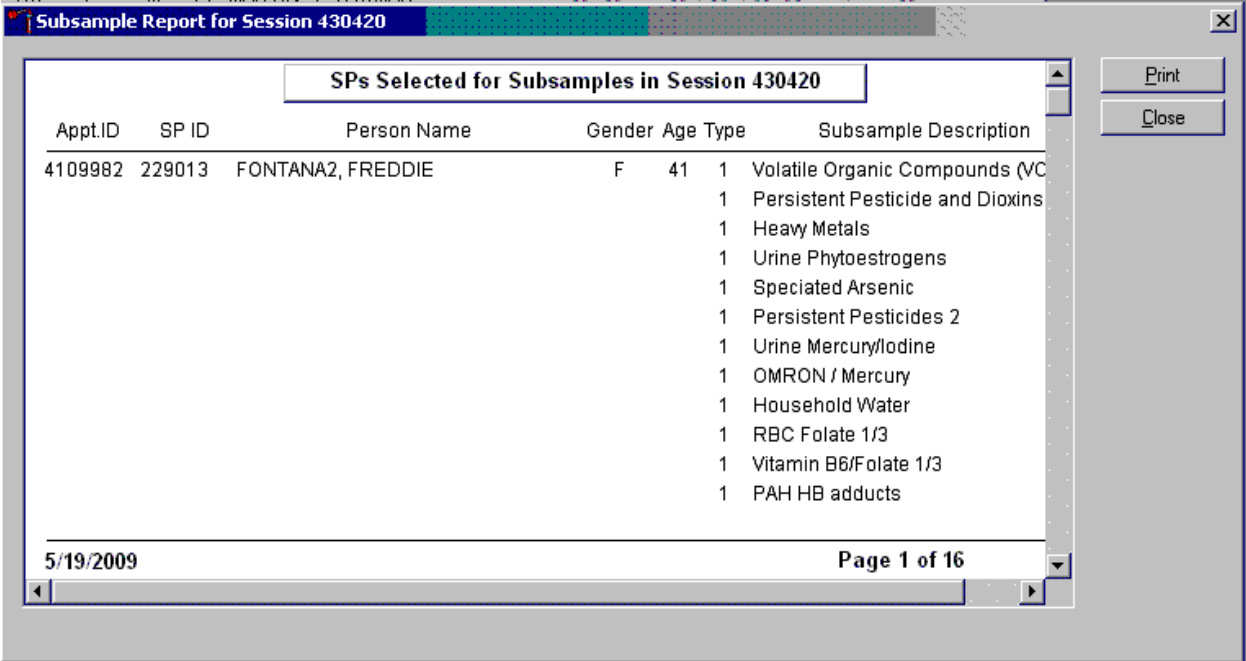 Subsample Report for Session 430420
SPs Selected for Subsamples in Session 430420
Print
Close
Appt.ID SP ID Person Name Gender Age Type Subsample Description
4109982 229013 FONTANA2, FREDDIE F 41 1 Volatile Organic Compounds (VC
1 Persistent Pesticide and Dioxins
1 Heavy Metals
1 Urine Phytoestrogens
1 Speciated Arsenic
1 Persistent Pesticides 2
1 Urine Mercury/Iodine
1 OMRON / Mercury
1 Household Water
1 RBC Folate 1/3
1 Vitamin B6/Folate 1/3
1 PAH HB adducts
5/19/2009 Page 1 of 16